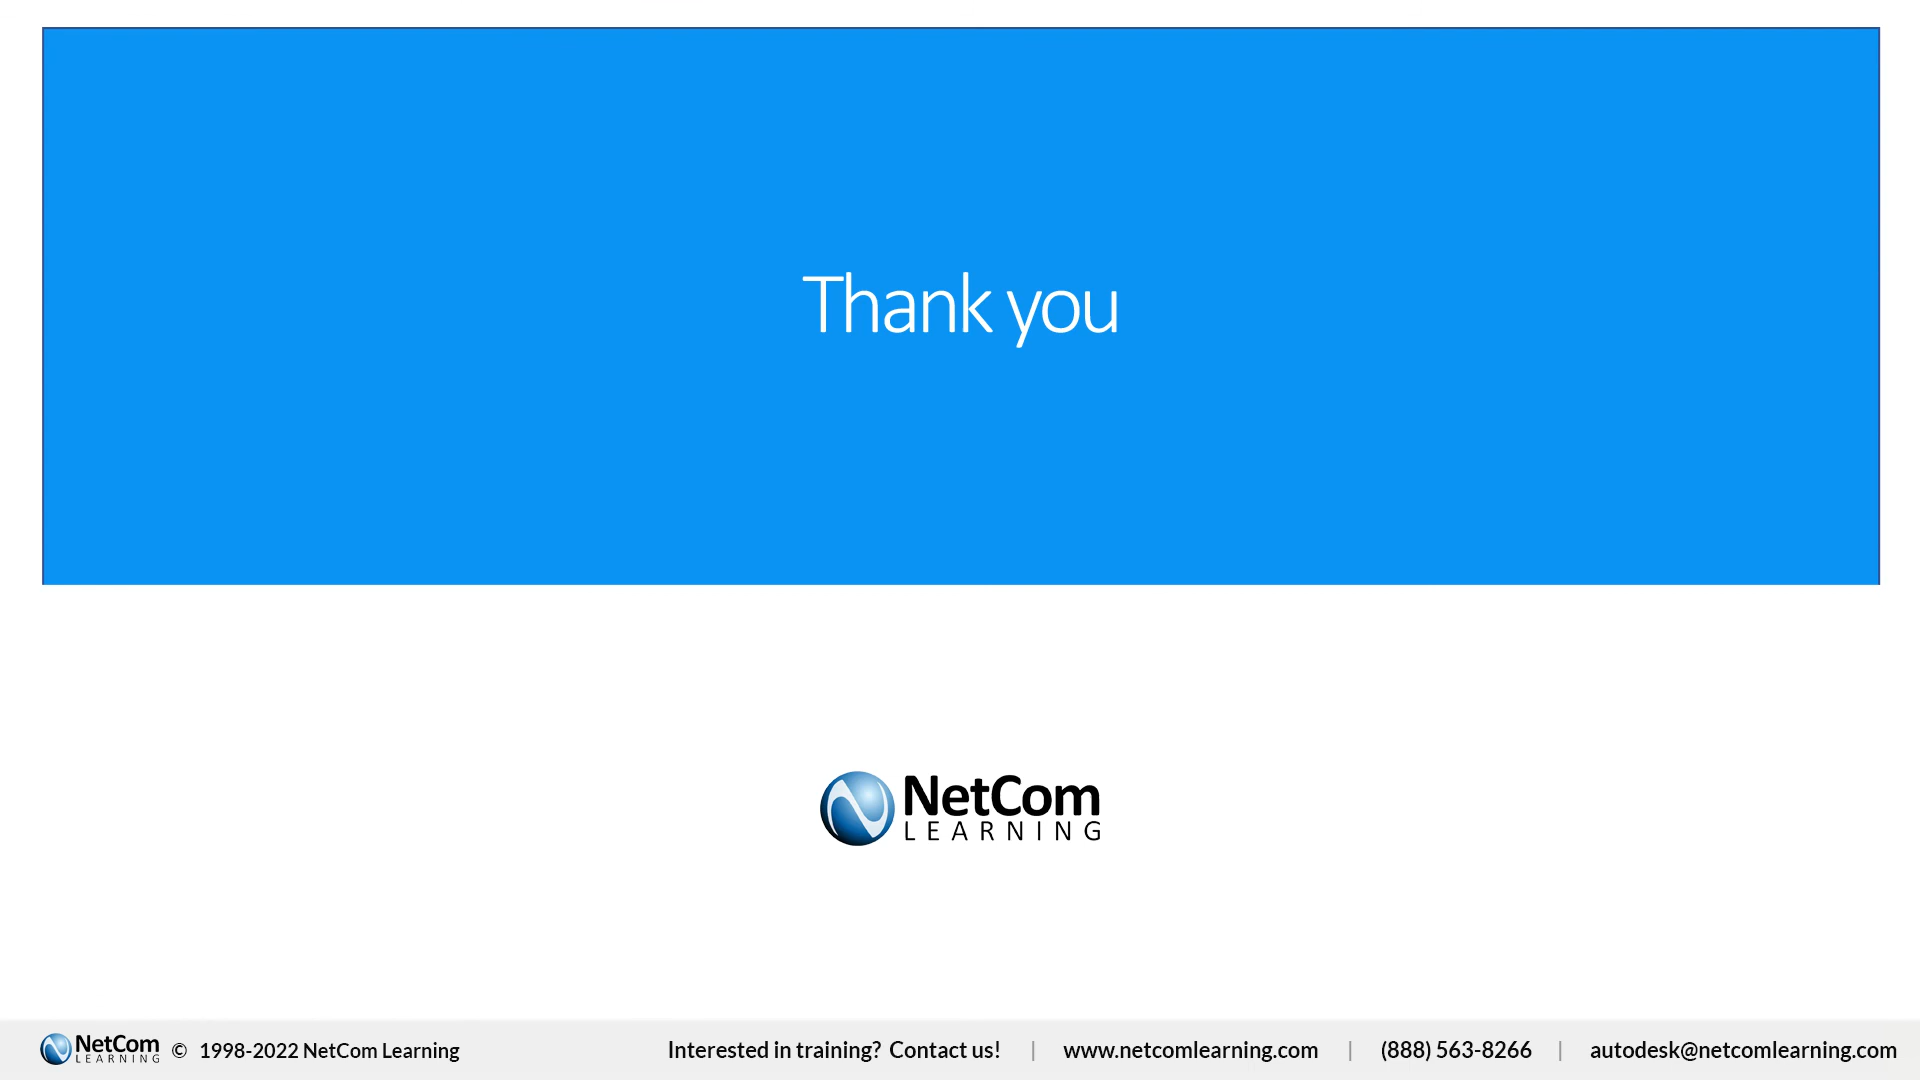 Thank you
NetCom
LEARNING
NetCom
LEARNING
© 1998-2022 NetCom Learning
Interested in training? Contact us! | www.netcomlearning.com | (888) 563-8266 | autodesk@netcomlearning.com